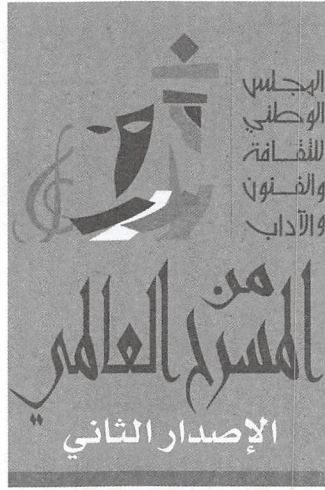 المجلس
الوطني
للثقافة
والفنون
والآداب
من
المسرح العالمي
الإصدار الثاني